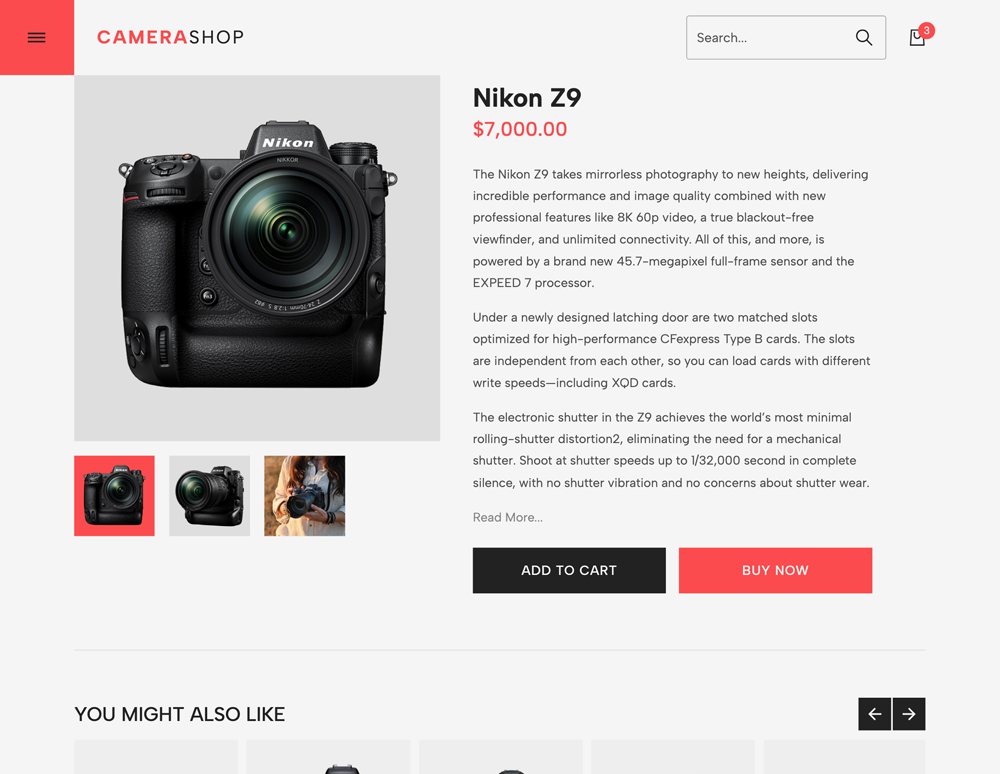 CAMERASHOP
Search...
3
Nikon Z9
$7,000.00
Nikon
NIKKOR
The Nikon Z9 takes mirrorless photography to new heights, delivering
incredible performance and image quality combined with new
professional features like 8K 60p video, a true blackout-free
viewfinder, and unlimited connectivity. All of this, and more, is
powered by a brand new 45.7-megapixel full-frame sensor and the
EXPEED 7 processor.
Under a newly designed latching door are two matched slots
optimized for high-performance CFexpress Type B cards. The slots
are independent from each other, so you can load cards with different
write speeds—including XQD cards.
The electronic shutter in the Z9 achieves the world's most minimal
rolling-shutter distortion2, eliminating the need for a mechanical
shutter. Shoot at shutter speeds up to 1/32,000 second in complete
silence, with no shutter vibration and no concerns about shutter wear.
Read More...
ADD TO CART
BUY NOW
YOU MIGHT ALSO LIKE